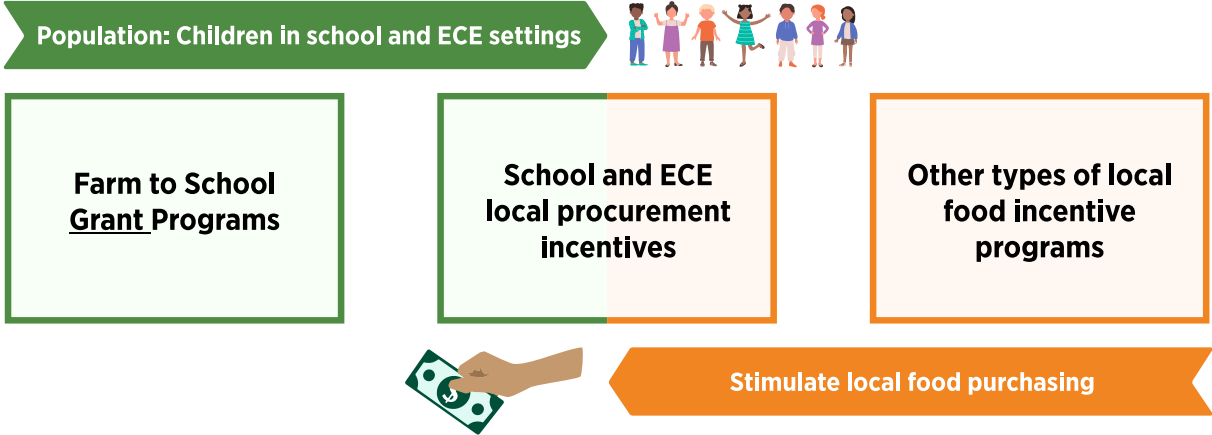 Population: Children in school and ECE settings
Farm to School
Grant Programs
School and ECE
local procurement
incentives
Other types of local
food incentive
programs
$
Stimulate local food purchasing